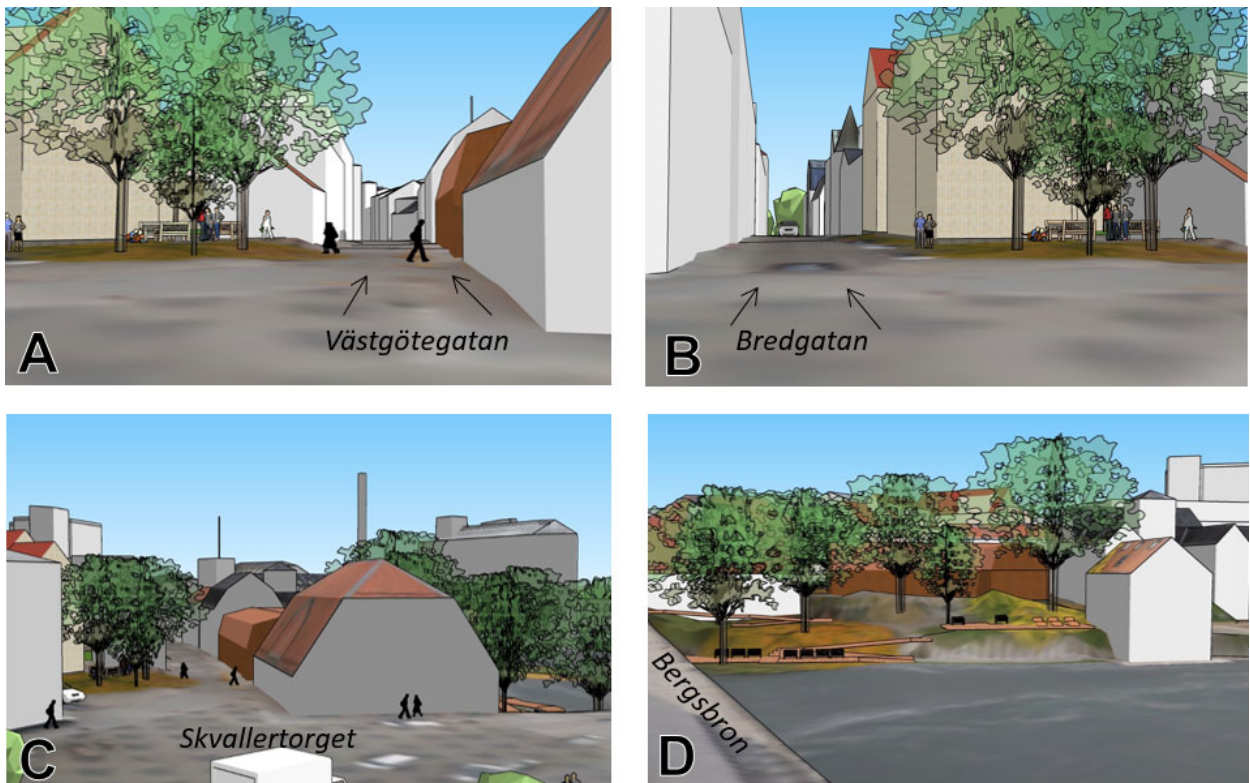 Västgötegatan
A
Bredgatan
B
Skvallertorget
C
Bergsbron
D